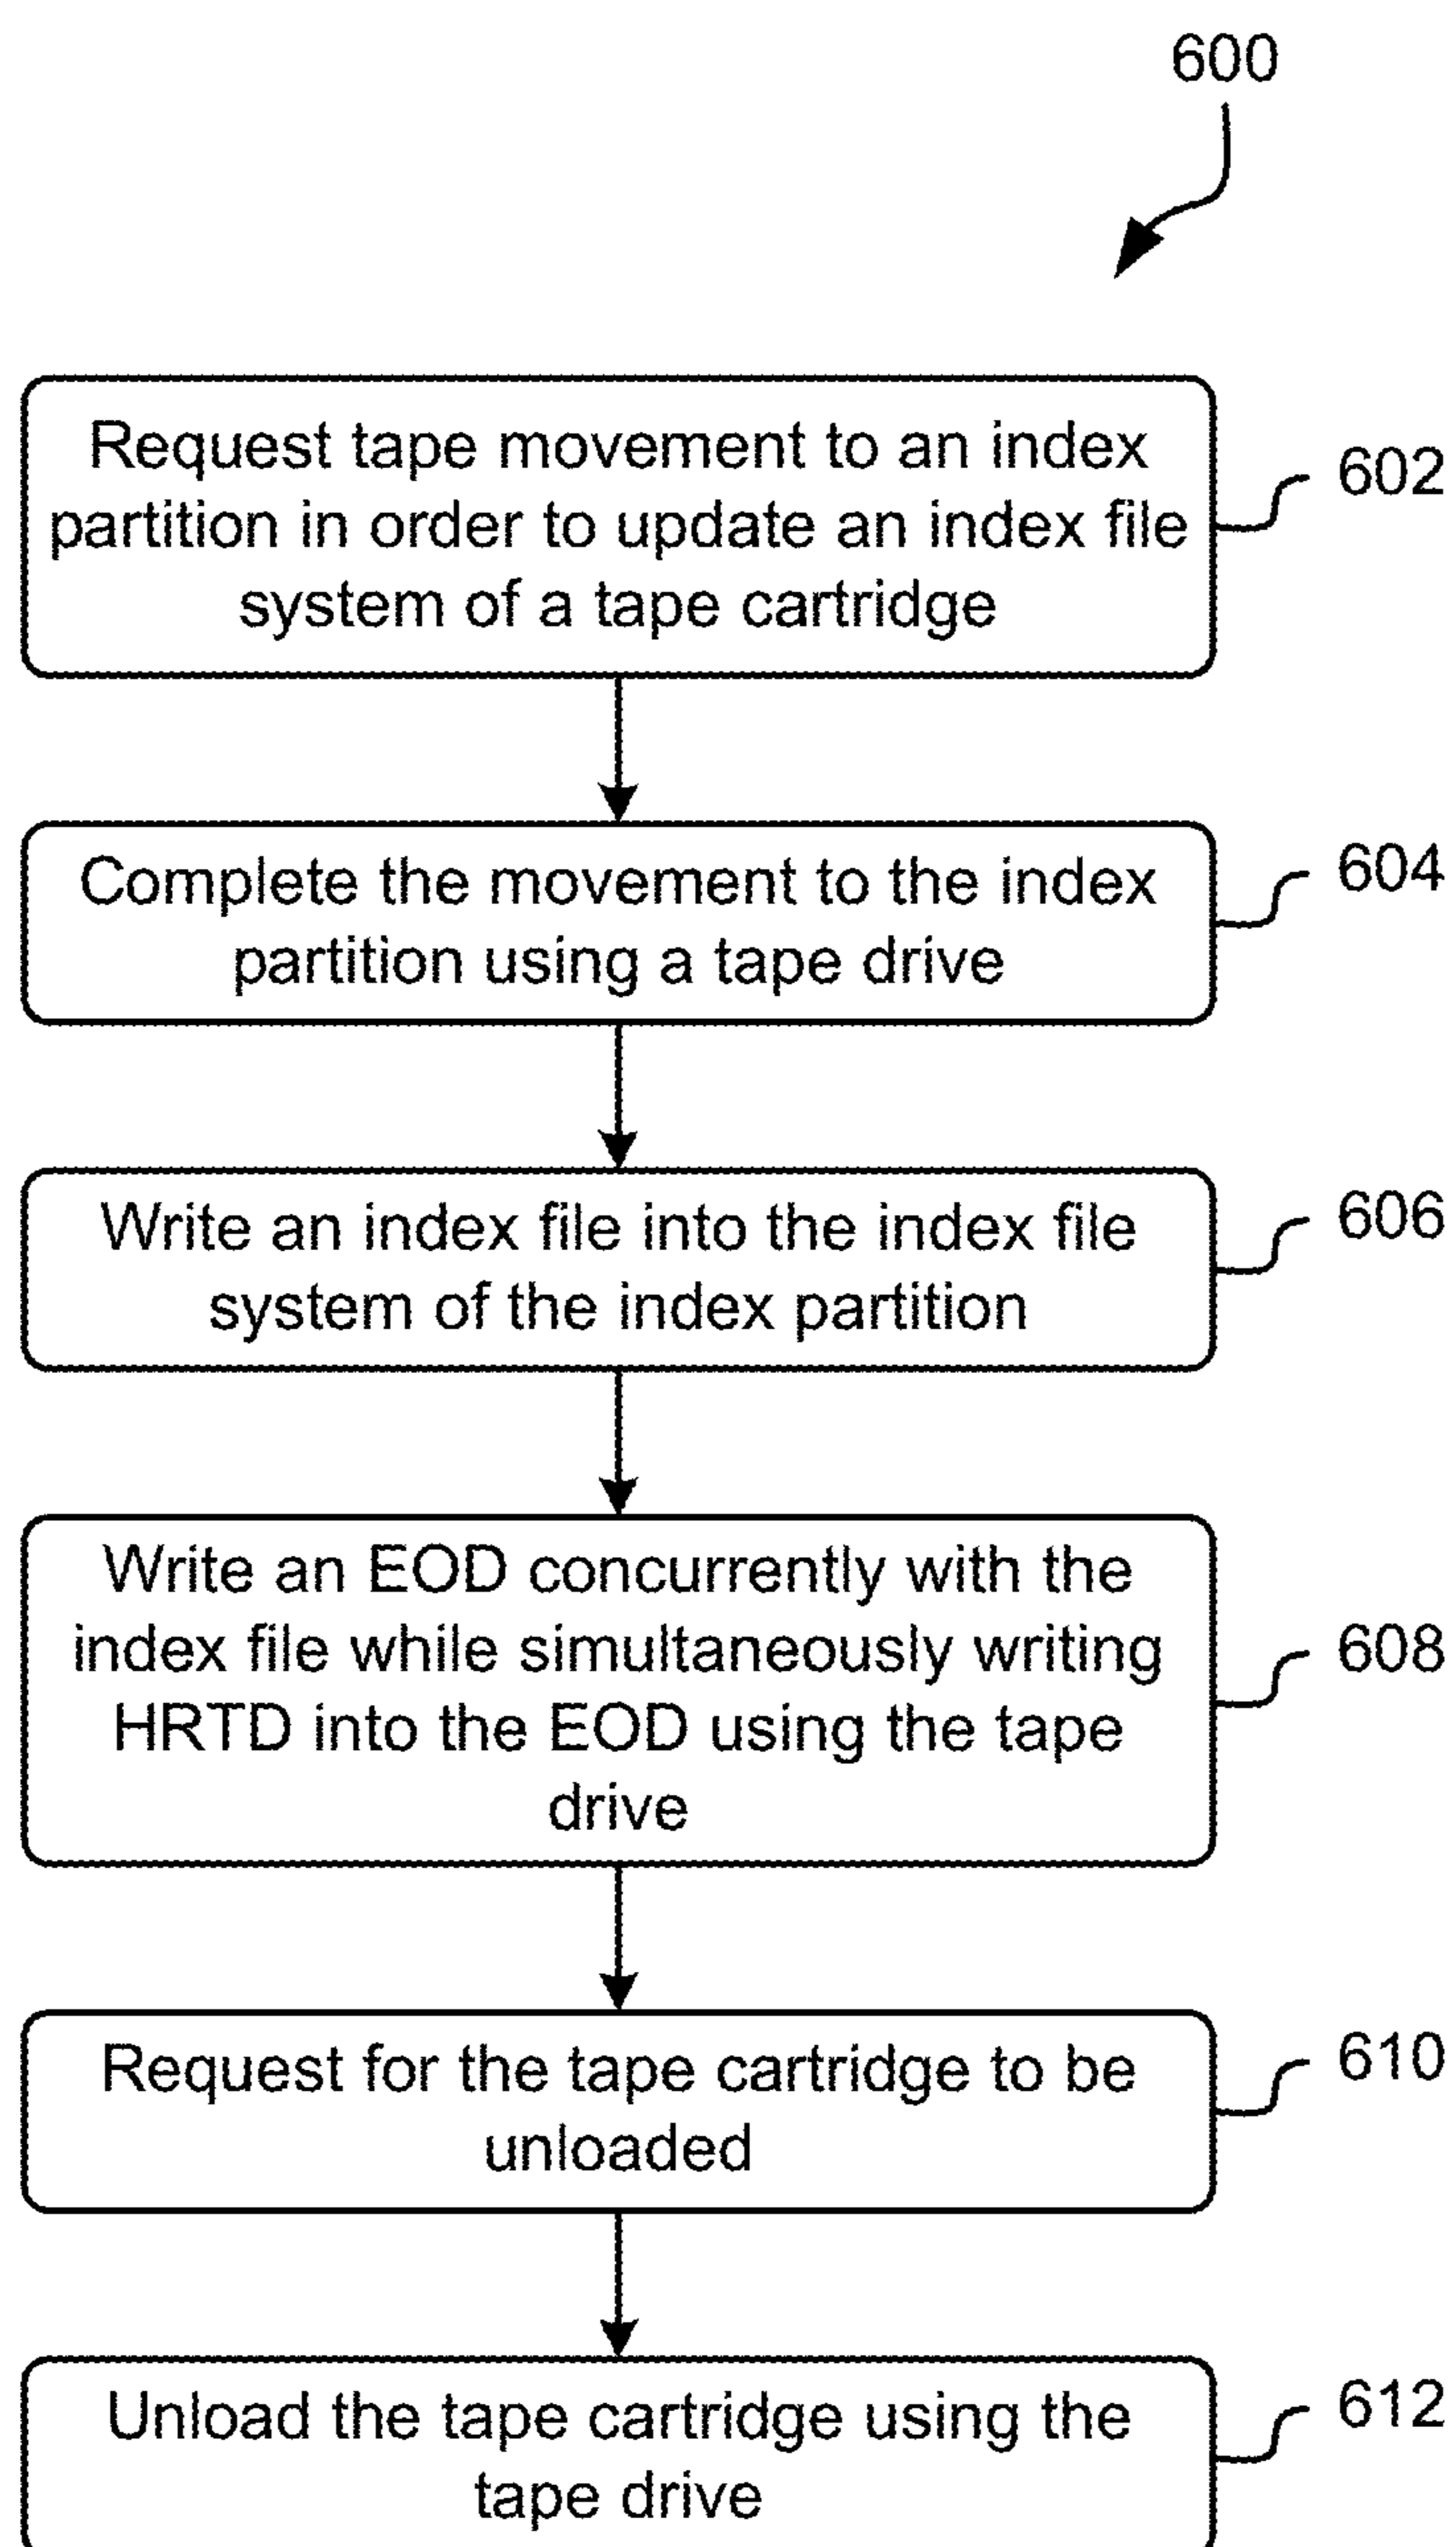 600
Request tape movement to an index
partition in order to update an index file
system of a tape cartridge
602
Complete the movement to the index
partition using a tape drive
604
Write an index file into the index file
system of the index partition
606
Write an EOD concurrently with the
index file while simultaneously writing
HRTD into the EOD using the tape
drive
608
Request for the tape cartridge to be
unloaded
610
Unload the tape cartridge using the
tape drive
612